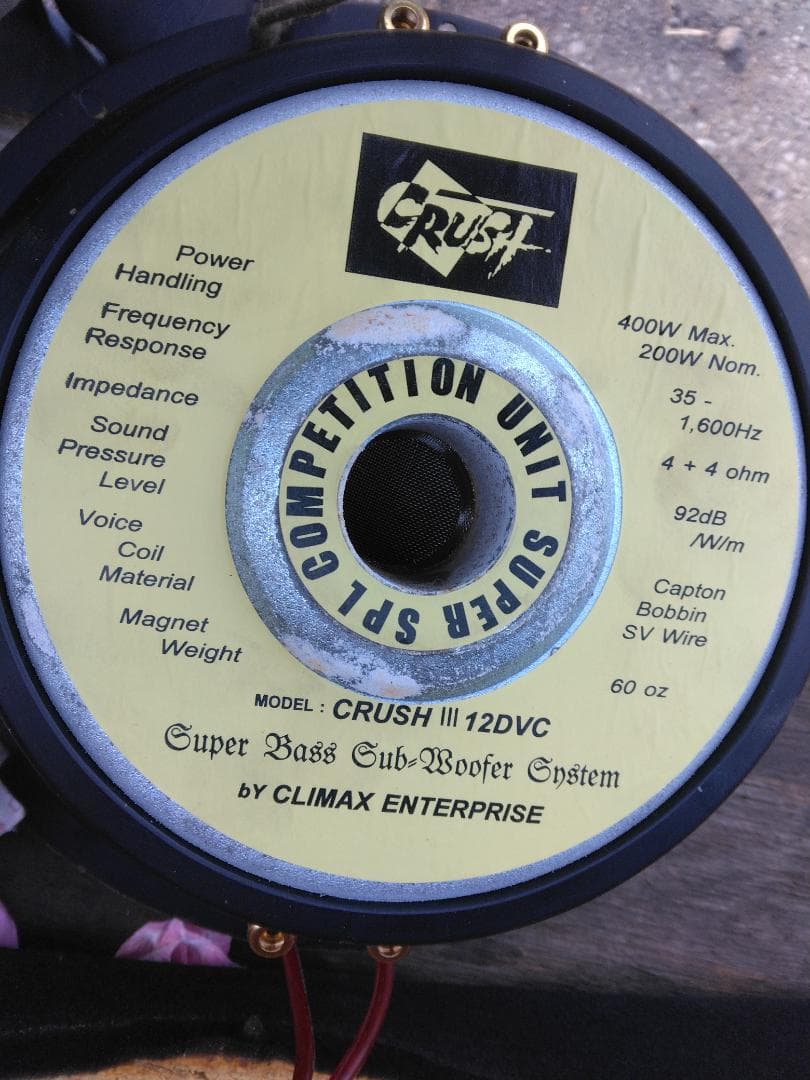 CRUSH
Power
Handling
400W Max.
200W Nom.
Frequency
Response
35 -
1,600Hz
Impedance
4 + 4 ohm
Sound
Pressure
Level
92dB
/W/m
Voice
Coil
Material
Capton
Bobbin
SV Wire
Magnet
Weight
60 oz
SUPER SPL COMPETITION UNIT
MODEL : CRUSH III 12DVC
Super Bass Sub-Woofer System
bY CLIMAX ENTERPRISE